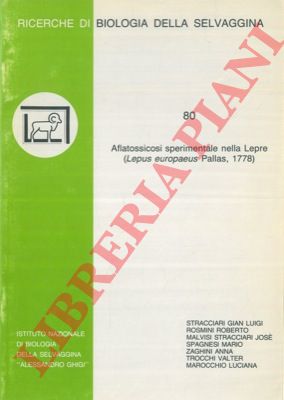 RICERCHE DI BIOLOGIA DELLA SELVAGGINA
80
Aflatossicosi sperimentale nella Lepre
(Lepus europaeus Pallas, 1778)
LIBRERIA PIANI
ISTITUTO NAZIONALE
DI BIOLOGIA
DELLA SELVAGGINA
"ALESSANDRO GHIGI"
STRACCIARI GIAN LUIGI
ROSMINI ROBERTO
MALVISI STRACCIARI JOSÈ
SPAGNESI MARIO
ZAGHINI ANNA
TROCCHI VALTER
MAROCCHIO LUCIANA